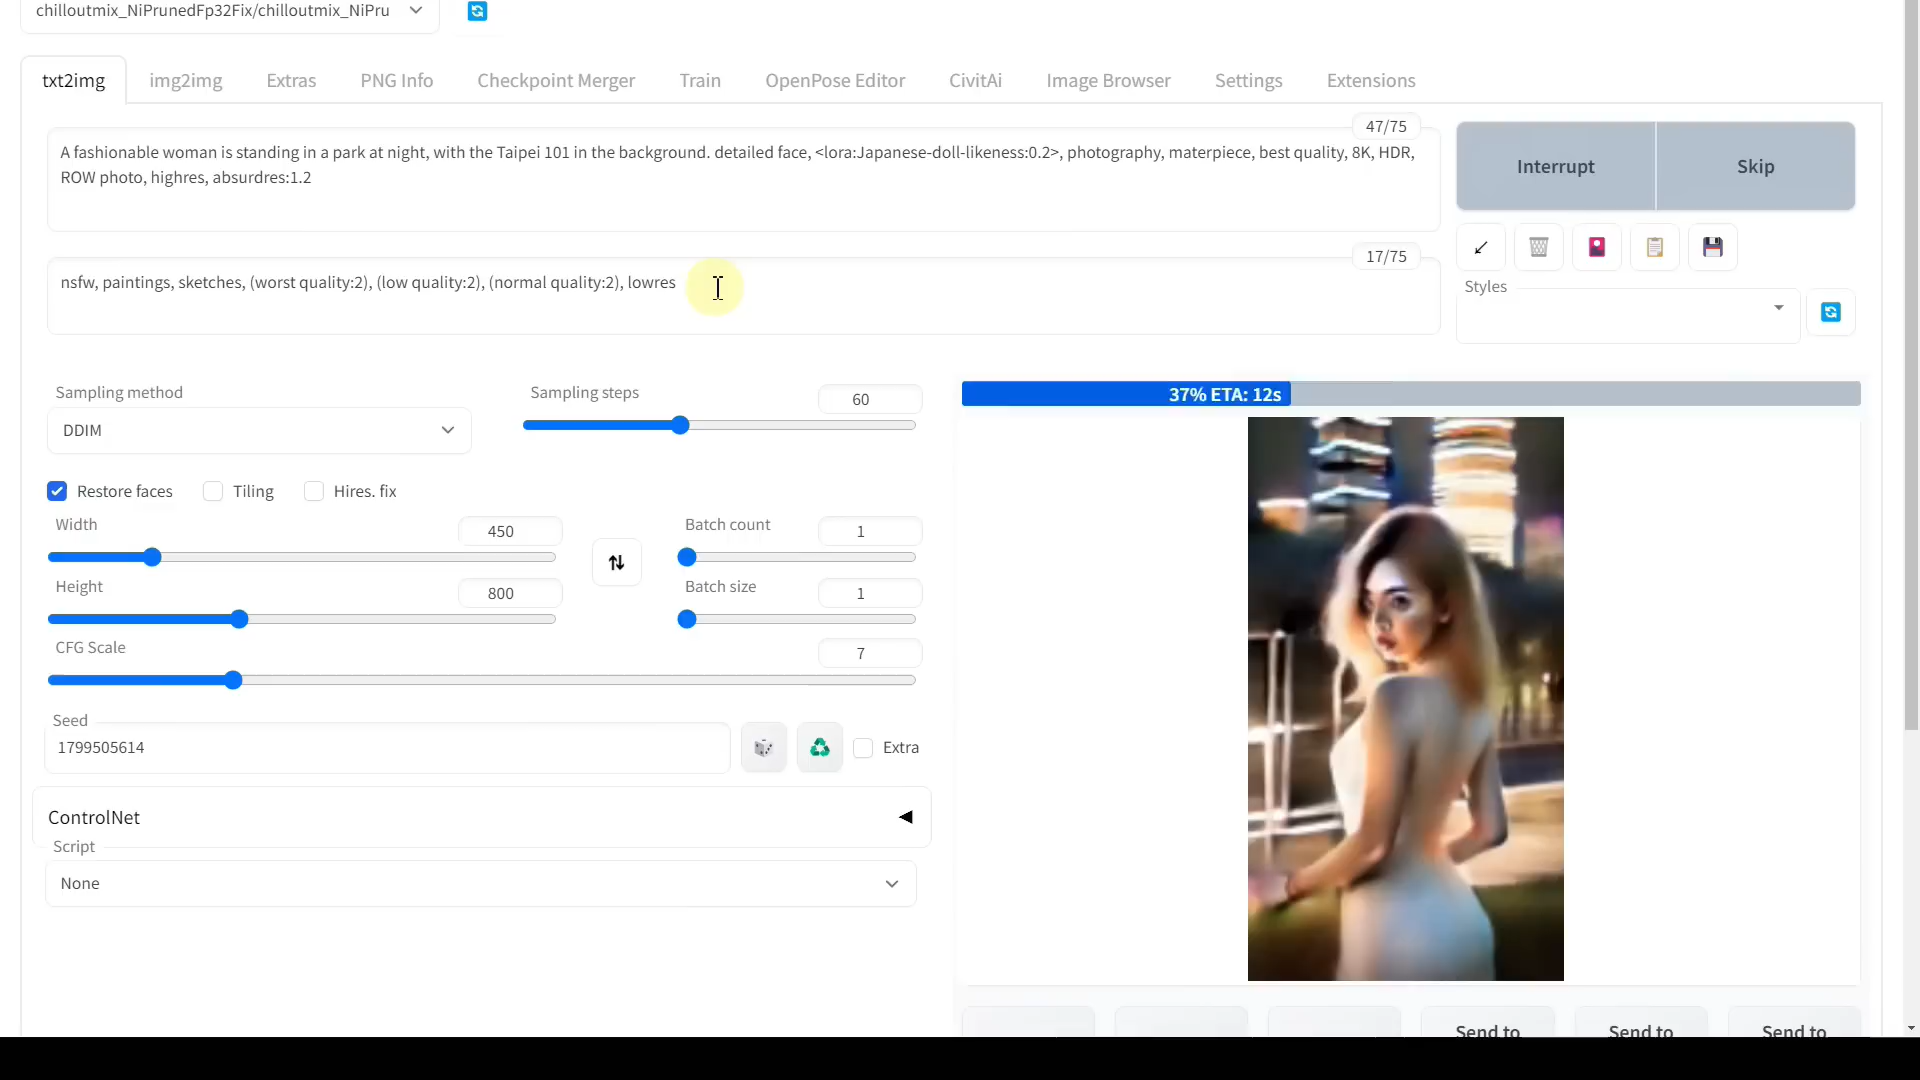 chilloutmix_NiPrunedFp32Fix/chilloutmix_NiPru
txt2img img2img Extras PNG Info Checkpoint Merger Train OpenPose Editor CivitAi Image Browser Settings Extensions
47/75
A fashionable woman is standing in a park at night, with the Taipei 101 in the background. detailed face, <lora:Japanese-doll-likeness:0.2>, photography, materpiece, best quality, 8K, HDR,
ROW photo, highres, absurdres:1.2
Interrupt Skip
17/75
nsfw, paintings, sketches, (worst quality:2), (low quality:2), (normal quality:2), lowres
Styles
Sampling method
DDIM
Sampling steps
60
37% ETA: 12s
Restore faces Tiling Hires. fix
Width
450
Batch count
1
Height
800
Batch size
1
CFG Scale
7
Seed
1799505614
Extra
ControlNet
Script
None
Send to Send to Send to